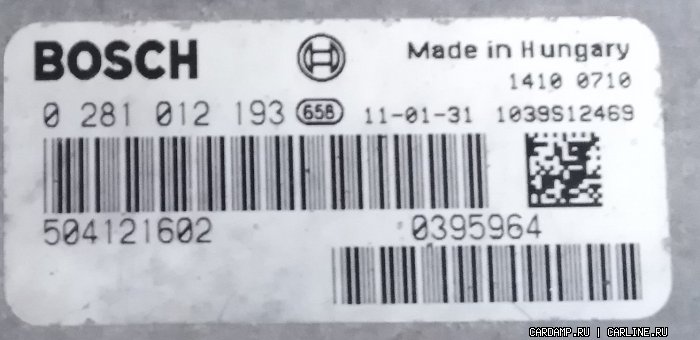 BOSCH
Made in Hungary
1410 0710
0 281 012 193 658 11-01-31 1039S12469
504121602 0395964
CARDAMP.RU | CARLINE.RU